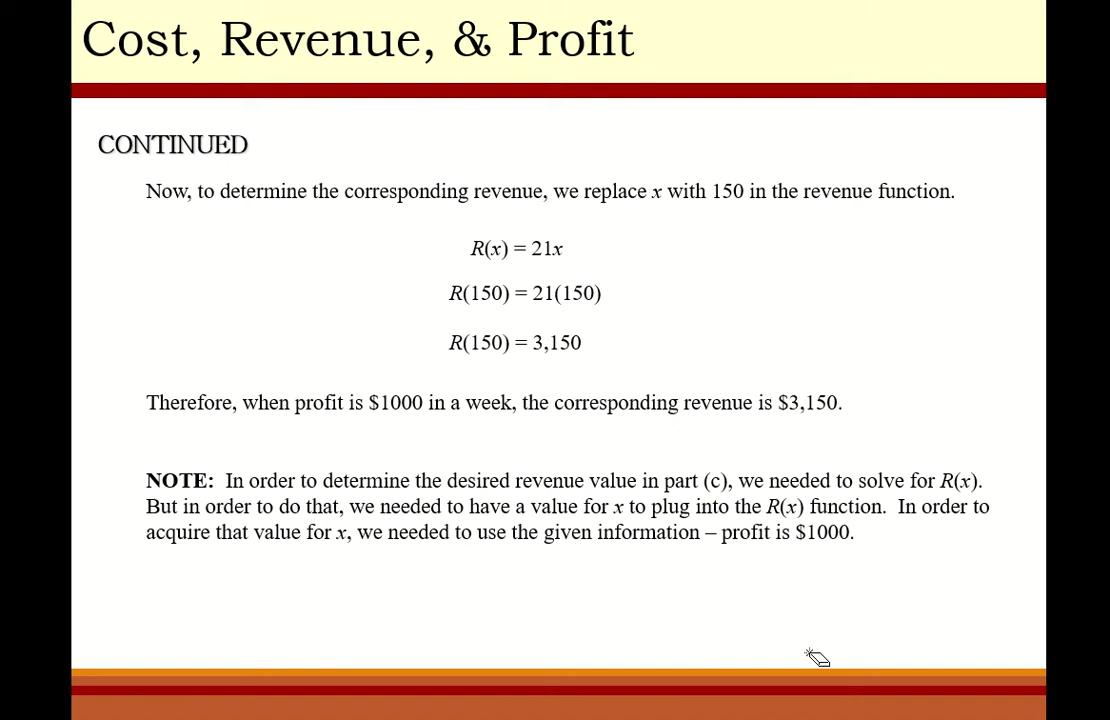 Cost, Revenue, & Profit
CONTINUED
Now, to determine the corresponding revenue, we replace x with 150 in the revenue function.
R(x) = 21x
R(150) = 21(150)
R(150) = 3,150
Therefore, when profit is $1000 in a week, the corresponding revenue is $3,150.
NOTE: In order to determine the desired revenue value in part (c), we needed to solve for R(x).
But in order to do that, we needed to have a value for x to plug into the R(x) function. In order to
acquire that value for x, we needed to use the given information – profit is $1000.